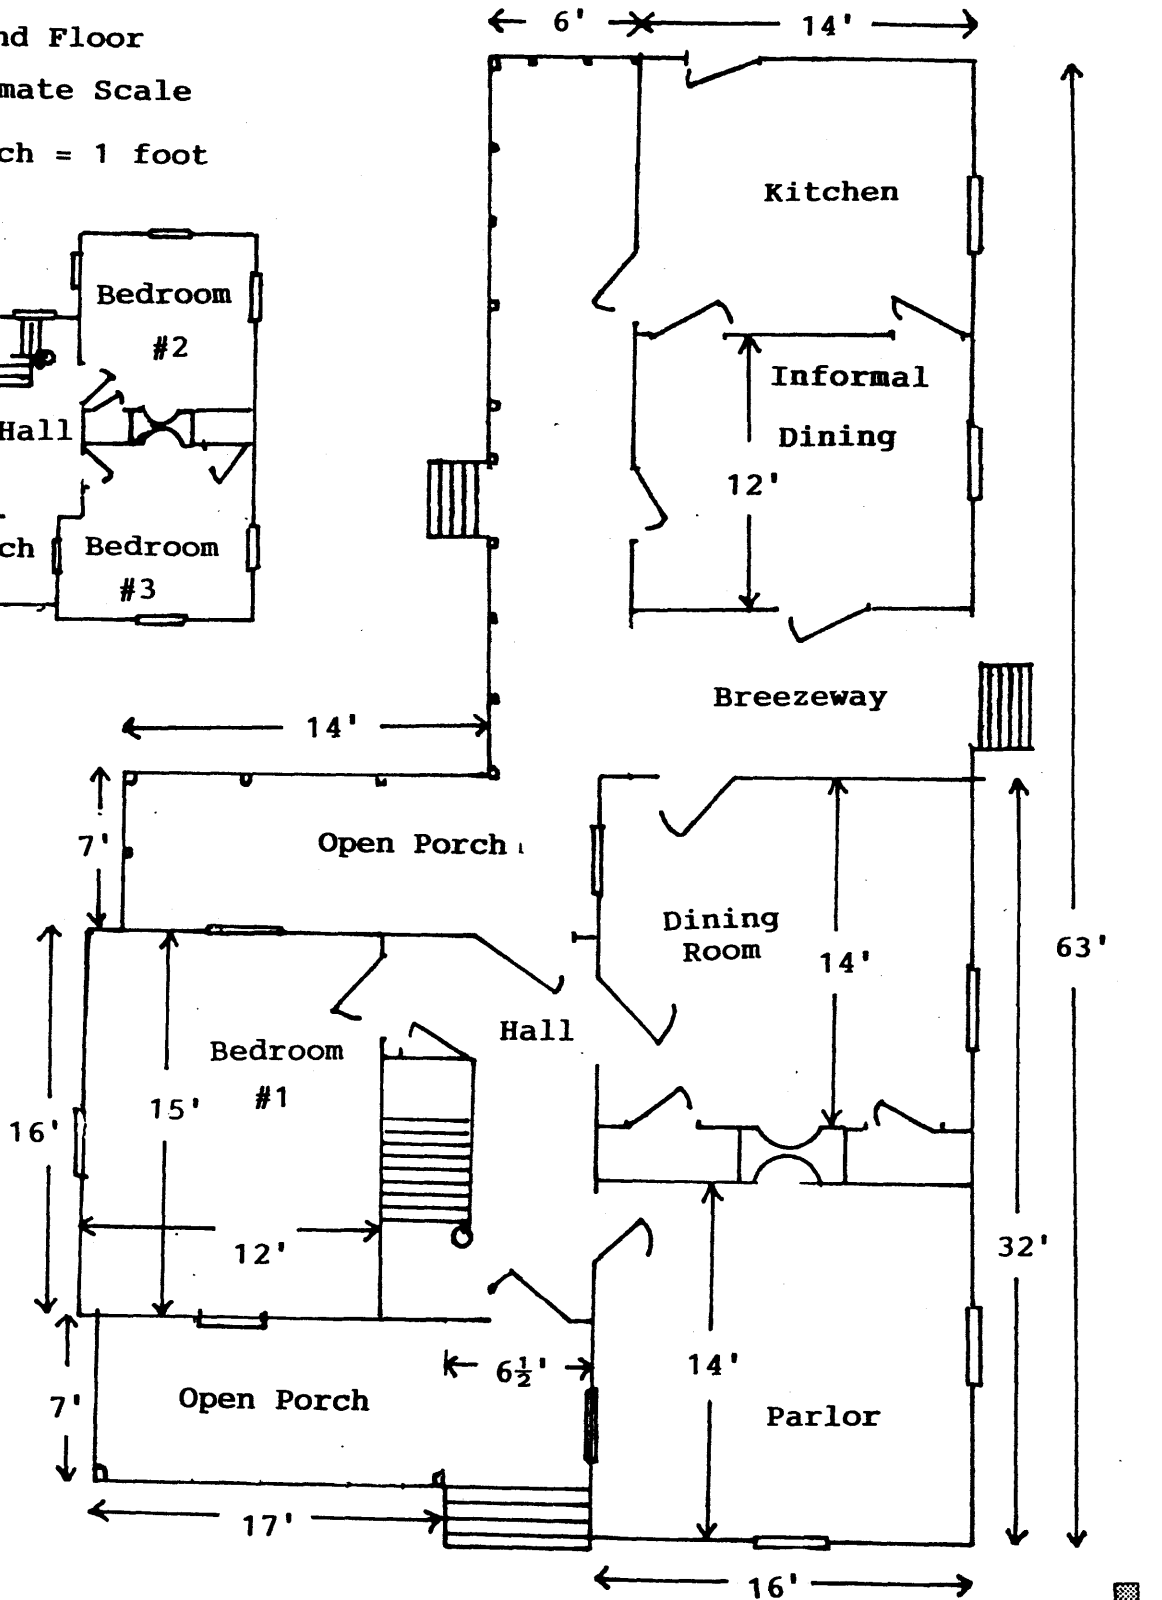 nd Floor
mate Scale
ch = 1 foot
6'
14'
Kitchen
Bedroom
#2
Hall
ch
Bedroom
#3
Informal
Dining
12'
Breezeway
14'
7'
Open Porch
Dining
Room
14'
63'
Hall
Bedroom
#1
15'
16'
12'
32'
6½'
14'
7'
Open Porch
Parlor
17'
16'